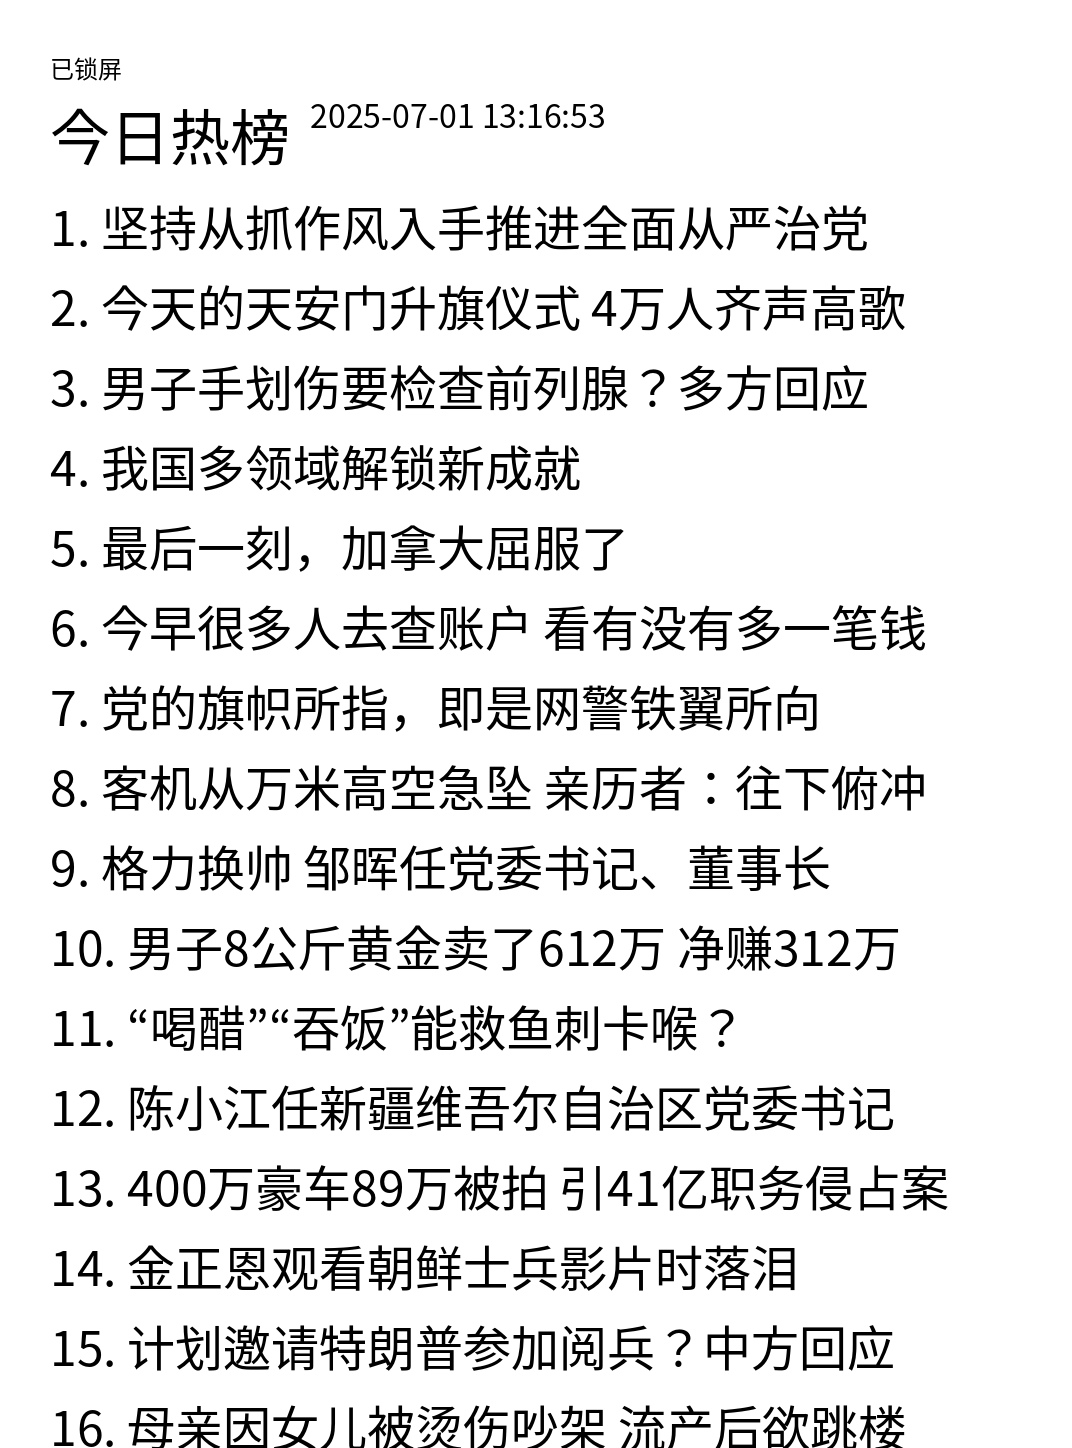 已锁屏
今日热榜 2025-07-01 13:16:53
1. 坚持从抓作风入手推进全面从严治党
2. 今天的天安门升旗仪式 4万人齐声高歌
3. 男子手划伤要检查前列腺？多方回应
4. 我国多领域解锁新成就
5. 最后一刻，加拿大屈服了
6. 今早很多人去查账户 看有没有多一笔钱
7. 党的旗帜所指，即是网警铁翼所向
8. 客机从万米高空急坠 亲历者：往下俯冲
9. 格力换帅 邹晖任党委书记、董事长
10. 男子8公斤黄金卖了612万 净赚312万
11. “喝醋”“吞饭”能救鱼刺卡喉？
12. 陈小江任新疆维吾尔自治区党委书记
13. 400万豪车89万被拍 引41亿职务侵占案
14. 金正恩观看朝鲜士兵影片时落泪
15. 计划邀请特朗普参加阅兵？中方回应
16. 母亲因女儿被烫伤吵架 流产后欲跳楼